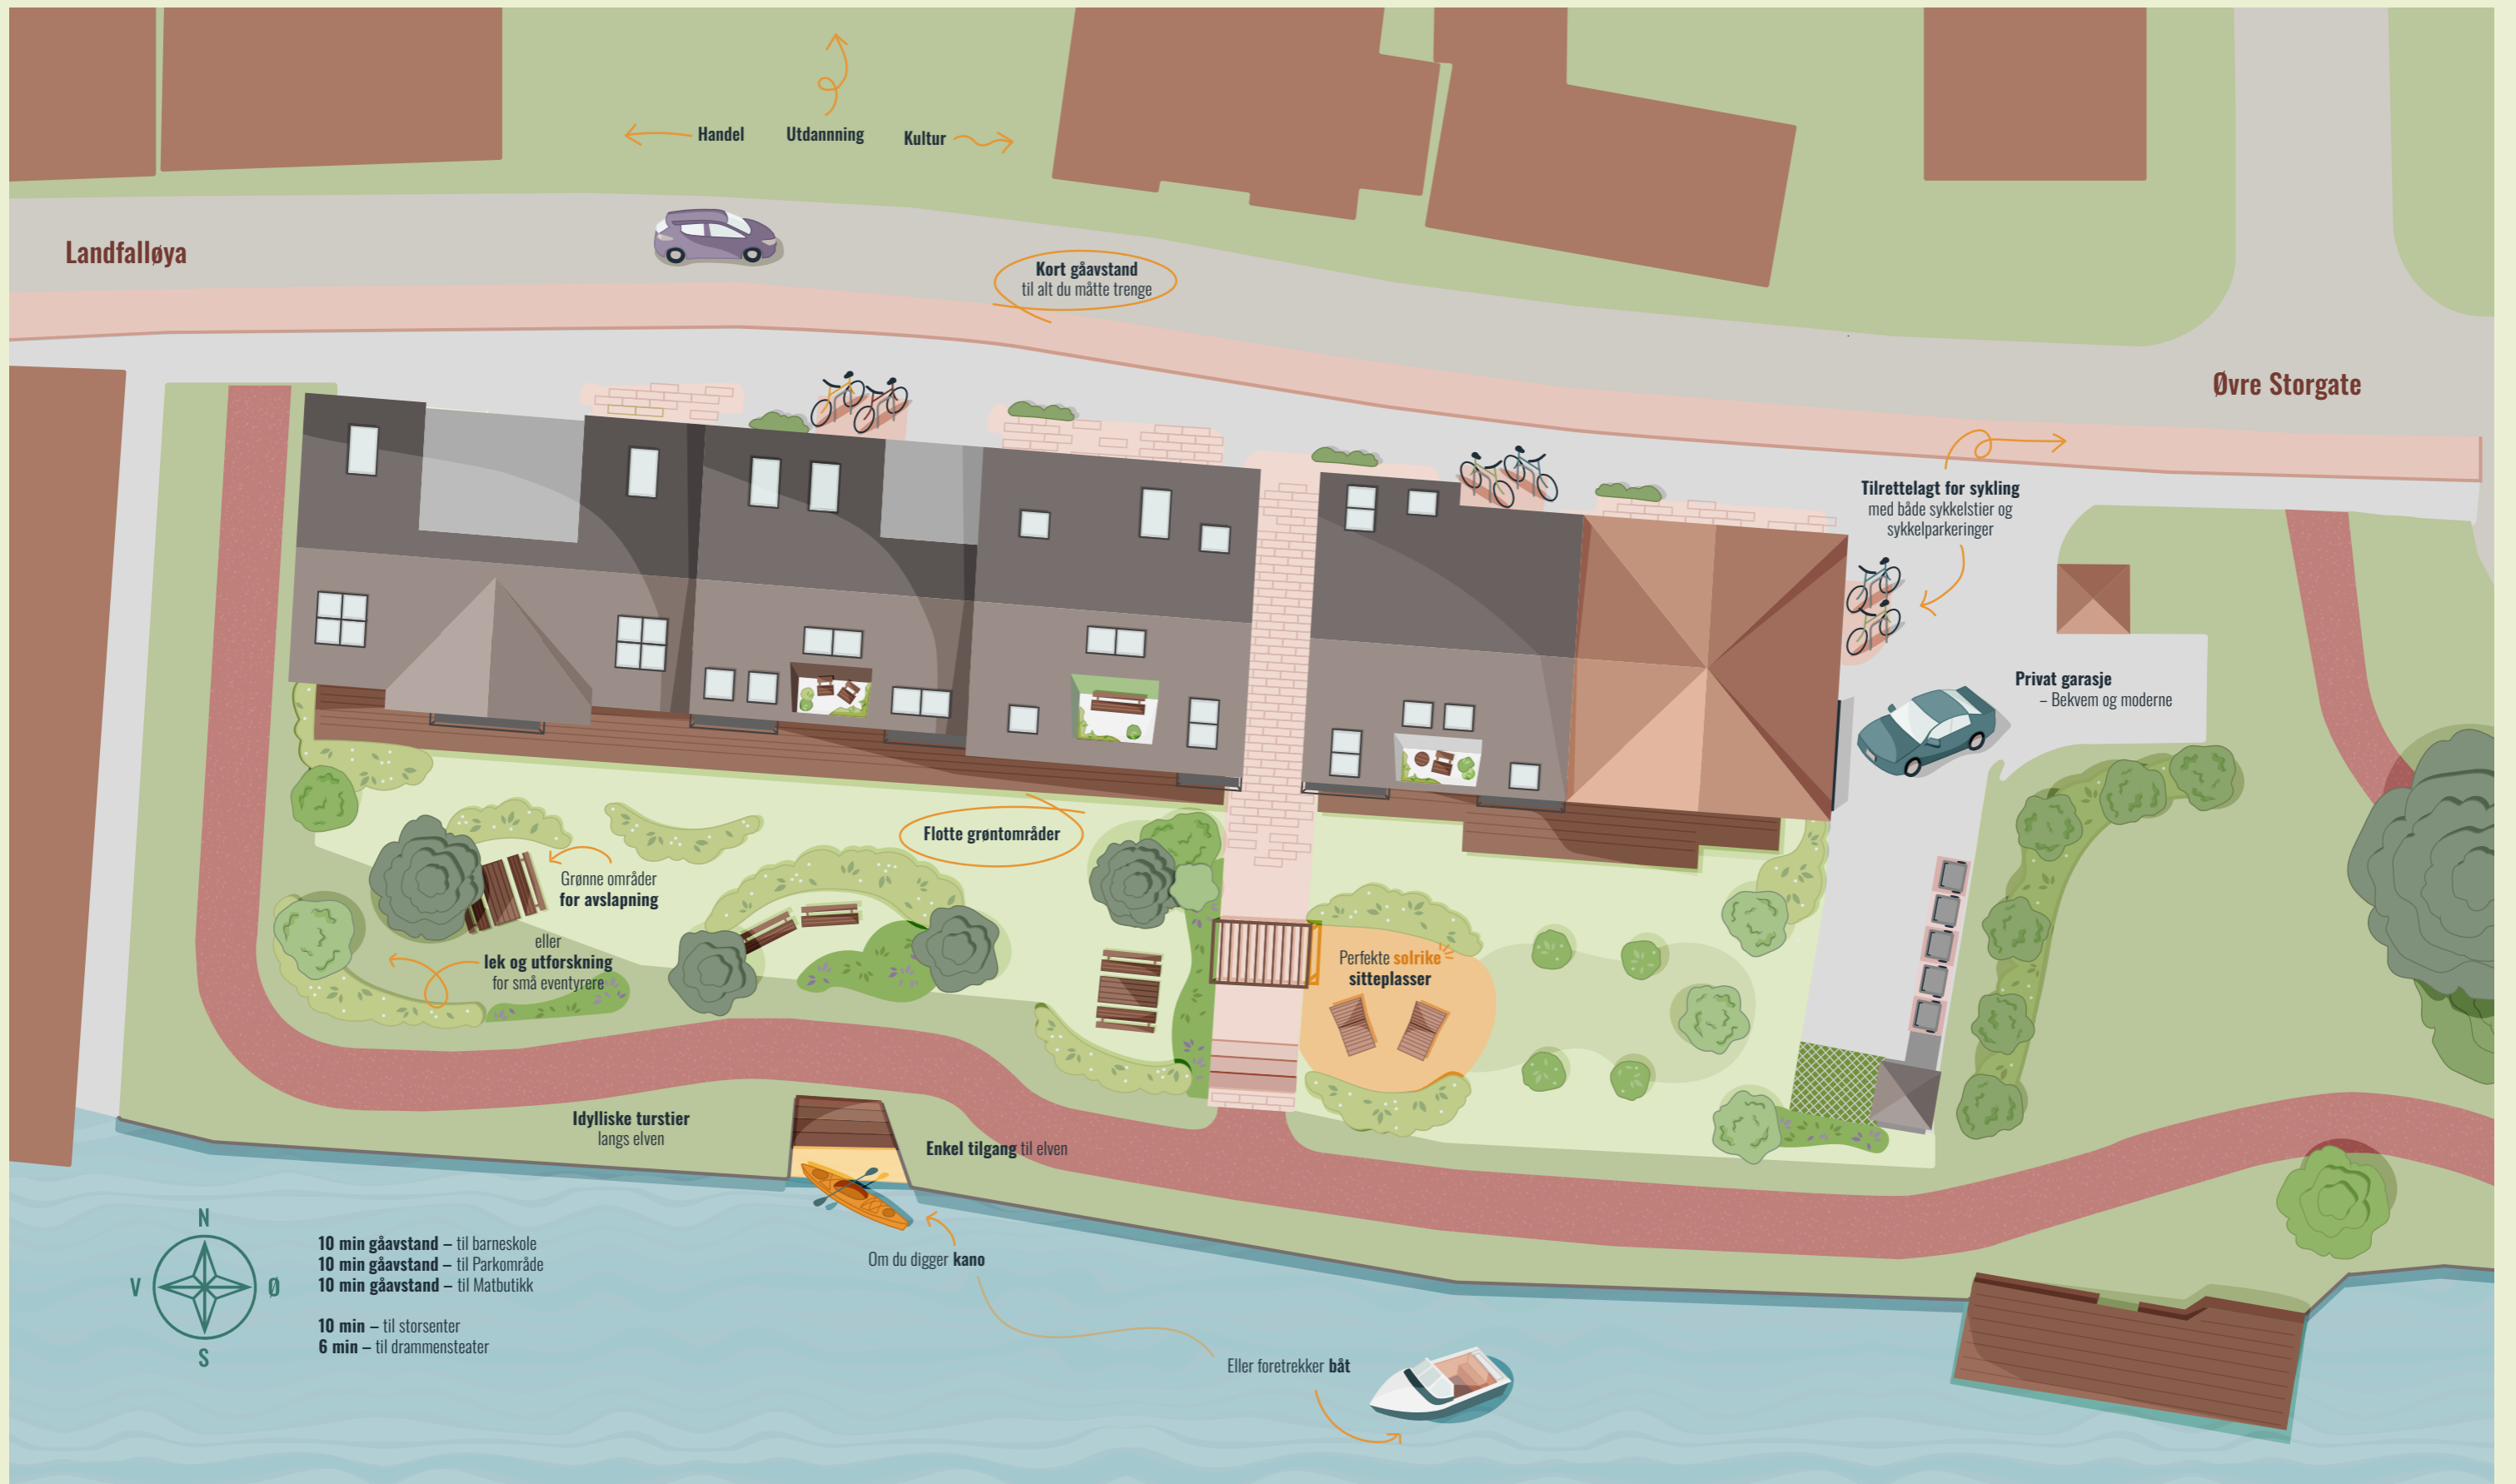 Handel
Utdannning
Kultur
Landfalløya
Kort gåavstand
til alt du måtte trenge
Øvre Storgate
Tilrettelagt for sykling
med både sykkelstier og
sykkelparkeringer
Privat garasje
– Bekvem og moderne
Flotte grøntområder
Grønne områder
for avslapning
eller
lek og utforskning
for små eventyrere
Perfekte solrike
sitteplasser
Idylliske turstier
langs elven
Enkel tilgang til elven
Om du digger kano
Eller foretrekker båt
N
V
Ø
S
10 min gåavstand – til barneskole
10 min gåavstand – til Parkområde
10 min gåavstand – til Matbutikk
10 min – til storsenter
6 min – til drammensteater